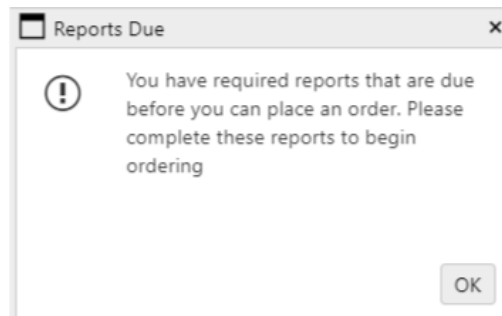 Reports Due
You have required reports that are due
before you can place an order. Please
complete these reports to begin
ordering
OK